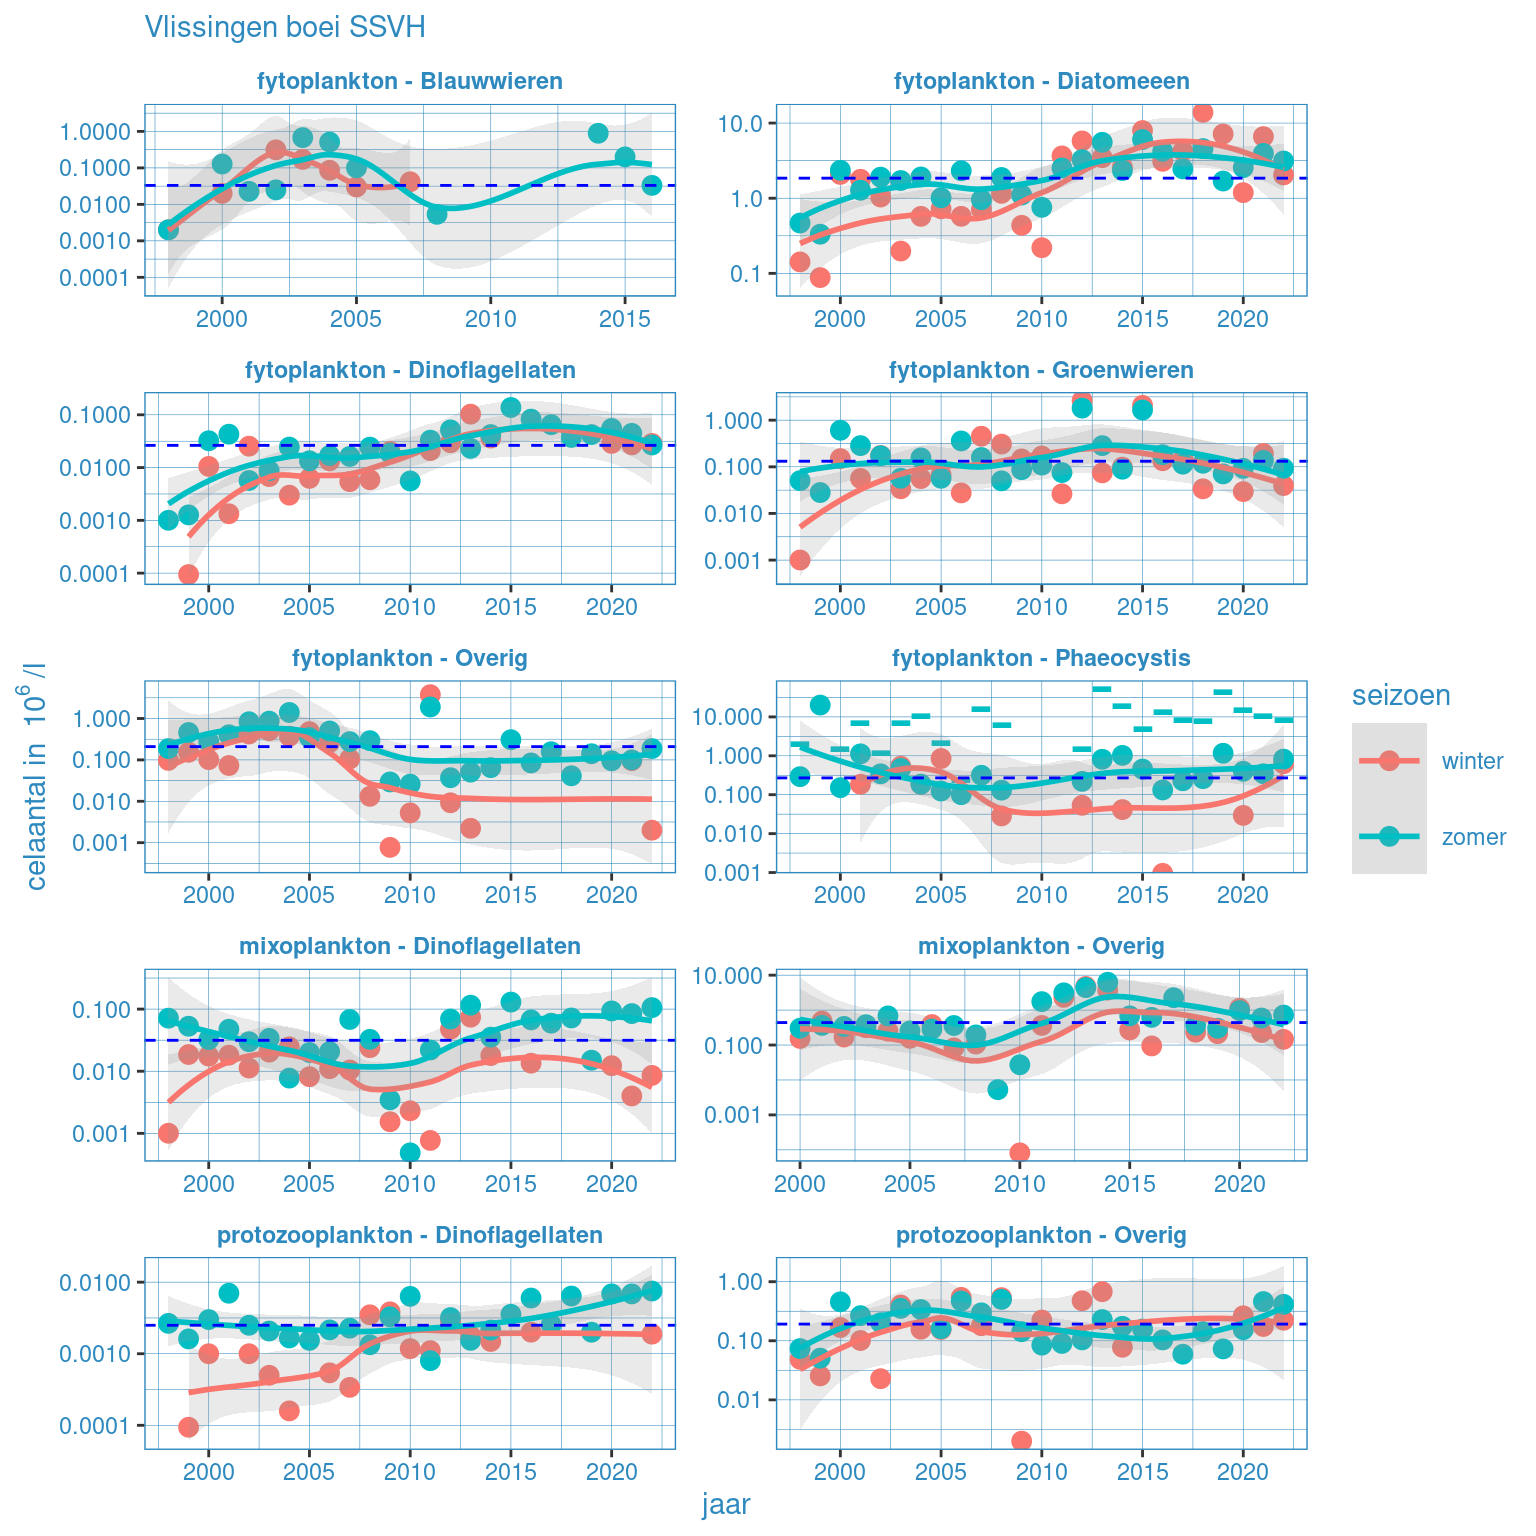 Vlissingen boei SSVH
fytoplankton - Blauwwieren
1.0000
0.1000
0.0100
0.0010
0.0001
2000 2005 2010 2015
fytoplankton - Diatomeeen
10.0
1.0
0.1
2000 2005 2010 2015 2020
fytoplankton - Dinoflagellaten
0.1000
0.0100
0.0010
0.0001
2000 2005 2010 2015 2020
fytoplankton - Groenwieren
1.000
0.100
0.010
0.001
2000 2005 2010 2015 2020
fytoplankton - Overig
1.000
0.100
0.010
0.001
2000 2005 2010 2015 2020
fytoplankton - Phaeocystis
10.000
1.000
0.100
0.010
0.001
2000 2005 2010 2015 2020
mixoplankton - Dinoflagellaten
0.100
0.010
0.001
2000 2005 2010 2015 2020
mixoplankton - Overig
10.000
0.100
0.001
2000 2005 2010 2015 2020
protozooplankton - Dinoflagellaten
0.0100
0.0010
0.0001
2000 2005 2010 2015 2020
protozooplankton - Overig
1.00
0.10
0.01
2000 2005 2010 2015 2020
celaantal in 10⁶ /l
jaar
seizoen
winter
zomer